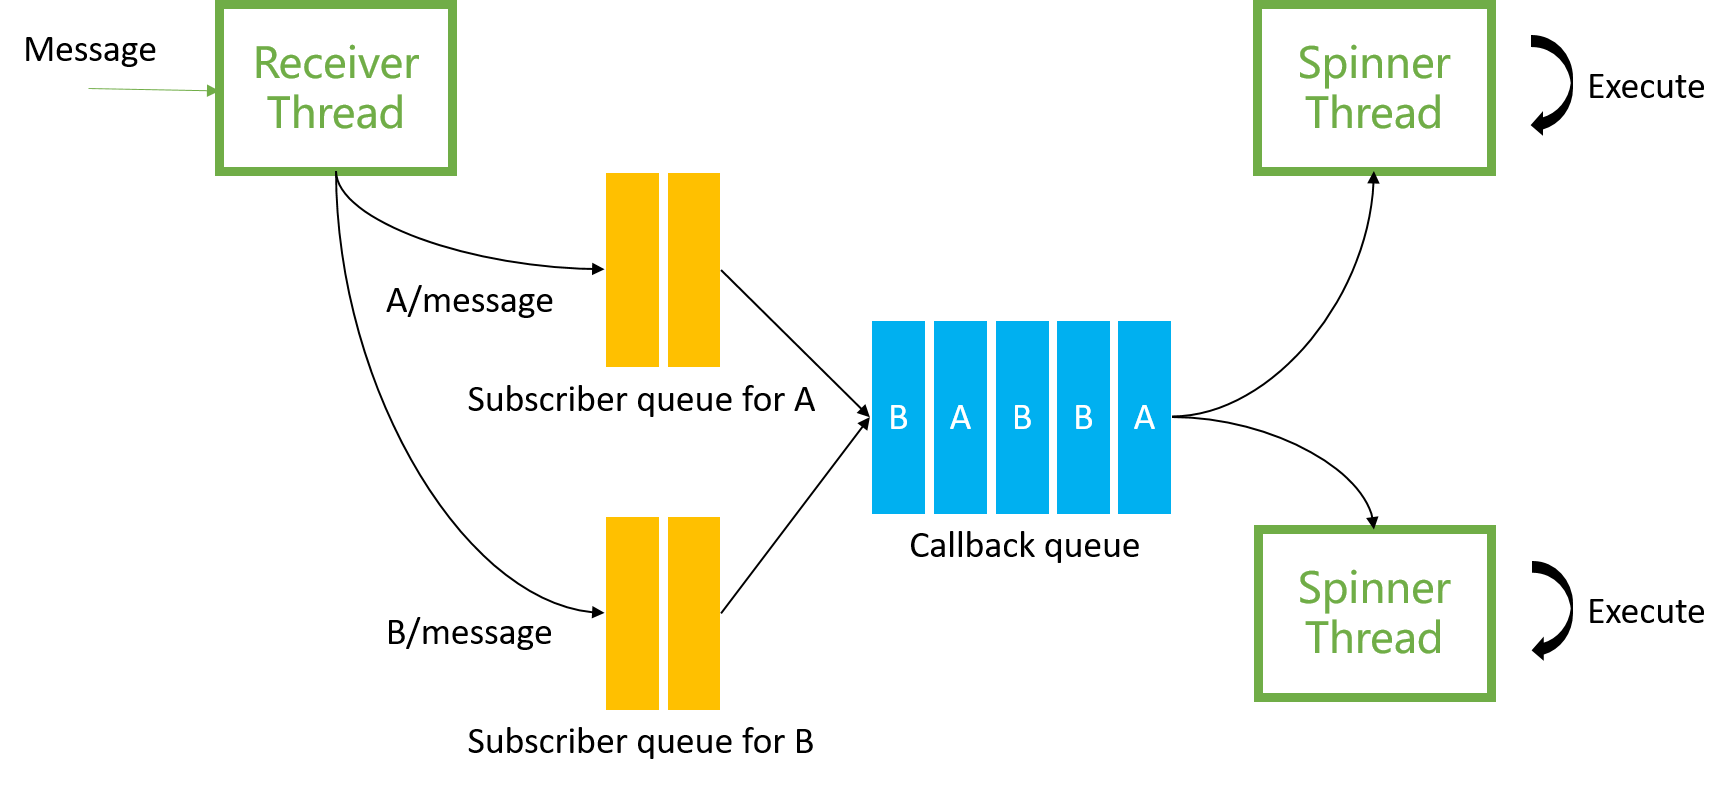 Message
Receiver
Thread
A/message
Subscriber queue for A
B/message
Subscriber queue for B
B A B B A
Callback queue
Spinner
Thread
Execute
Spinner
Thread
Execute